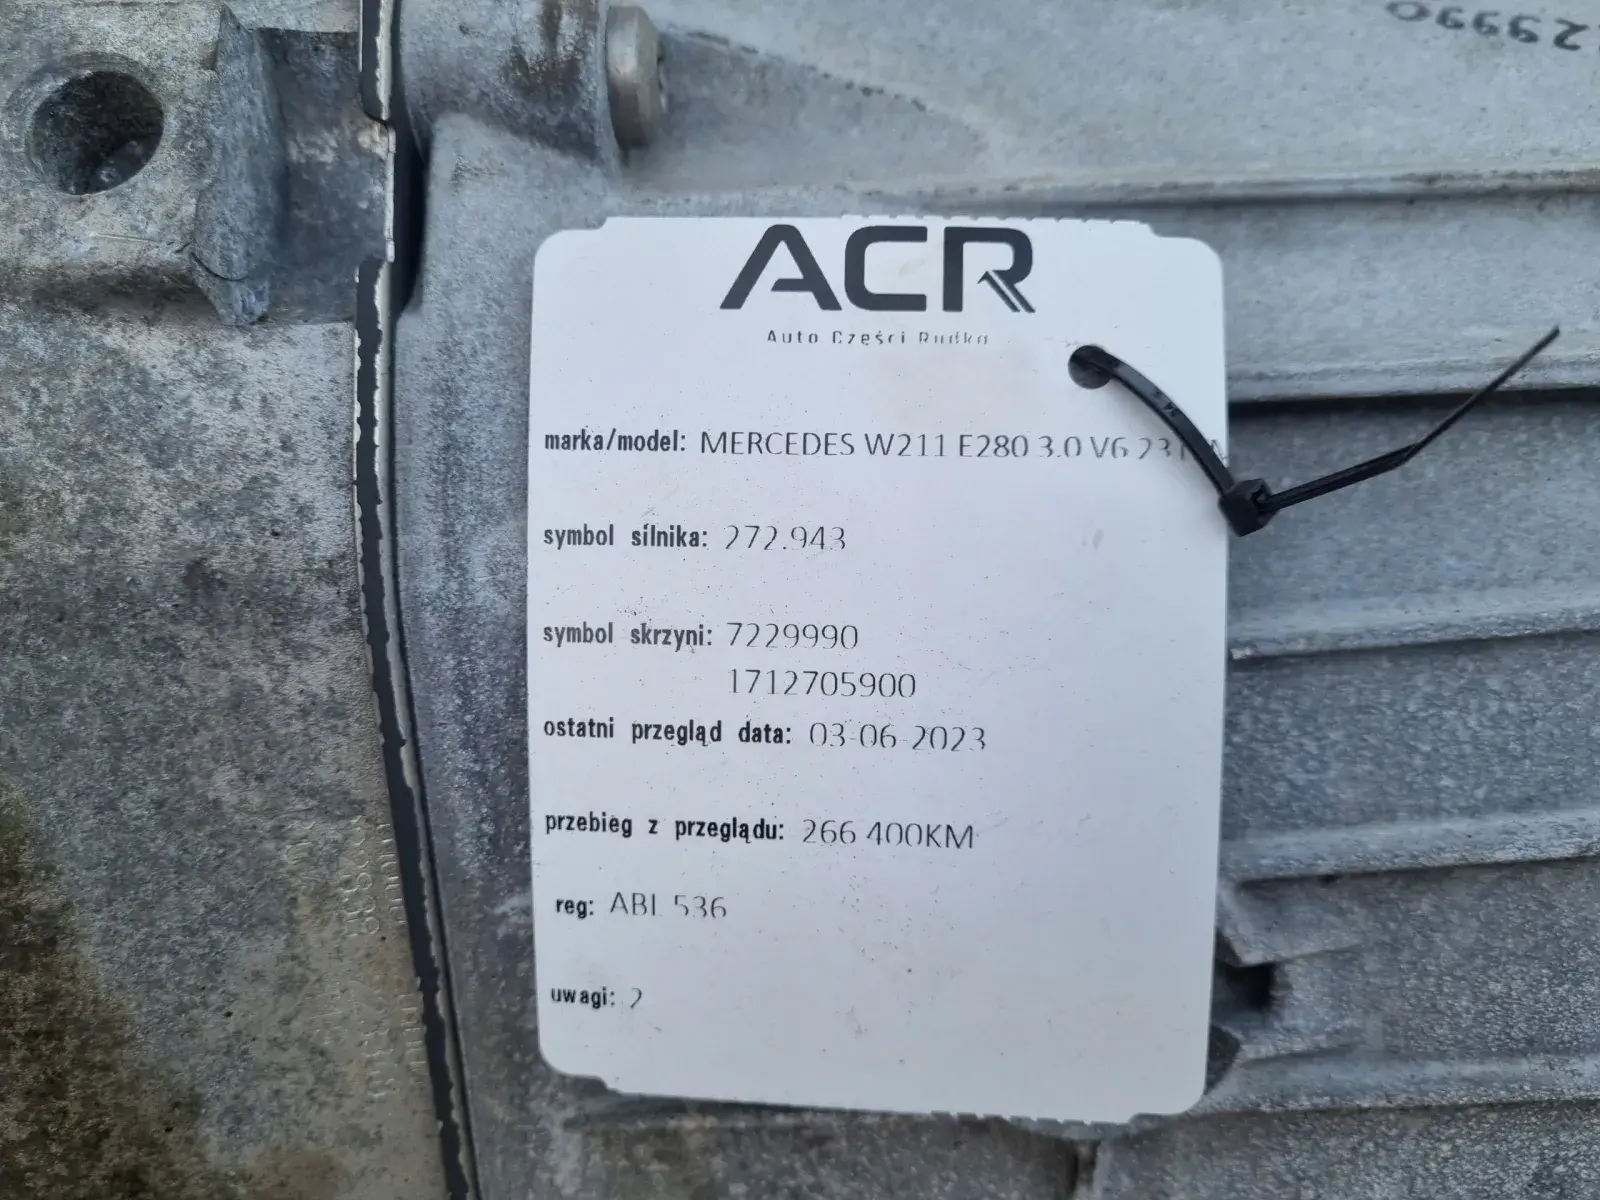 29990
ACR
Auto Części Rudka
marka/model: MERCEDES W211 E280 3.0 V6 231
symbol silnika: 272.943
symbol skrzyni: 7229990
1712705900
ostatni przegląd data: 03-06-2023
przebieg z przeglądu: 266 400KM
reg: ABL 536
uwagi: 2